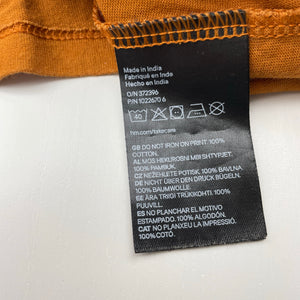 Made in India
Fabriqué en Inde
Hecho en India
O/N 372396
P/N 1022670 6
40
hm.com/takecare
GB DO NOT IRON ON PRINT. 100%
COTTON.
AL MOS HEKUROSNI MBI SHTYPJET.
100% PAMBUK.
CZ NEŽEHLETE POTISK. 100% BAVLNA
DE NICHT ÜBER DEN DRUCK BÜGELN.
100% BAUMWOLLE.
EE ÄRA TRIIGI TRÜKIKOHTI. 100%
PUUVILL.
ES NO PLANCHAR EL MOTIVO
ESTAMPADO. 100% ALGODÓN.
CAT NO PLANXEU LA IMPRESSIÓ.
100% COTÓ.